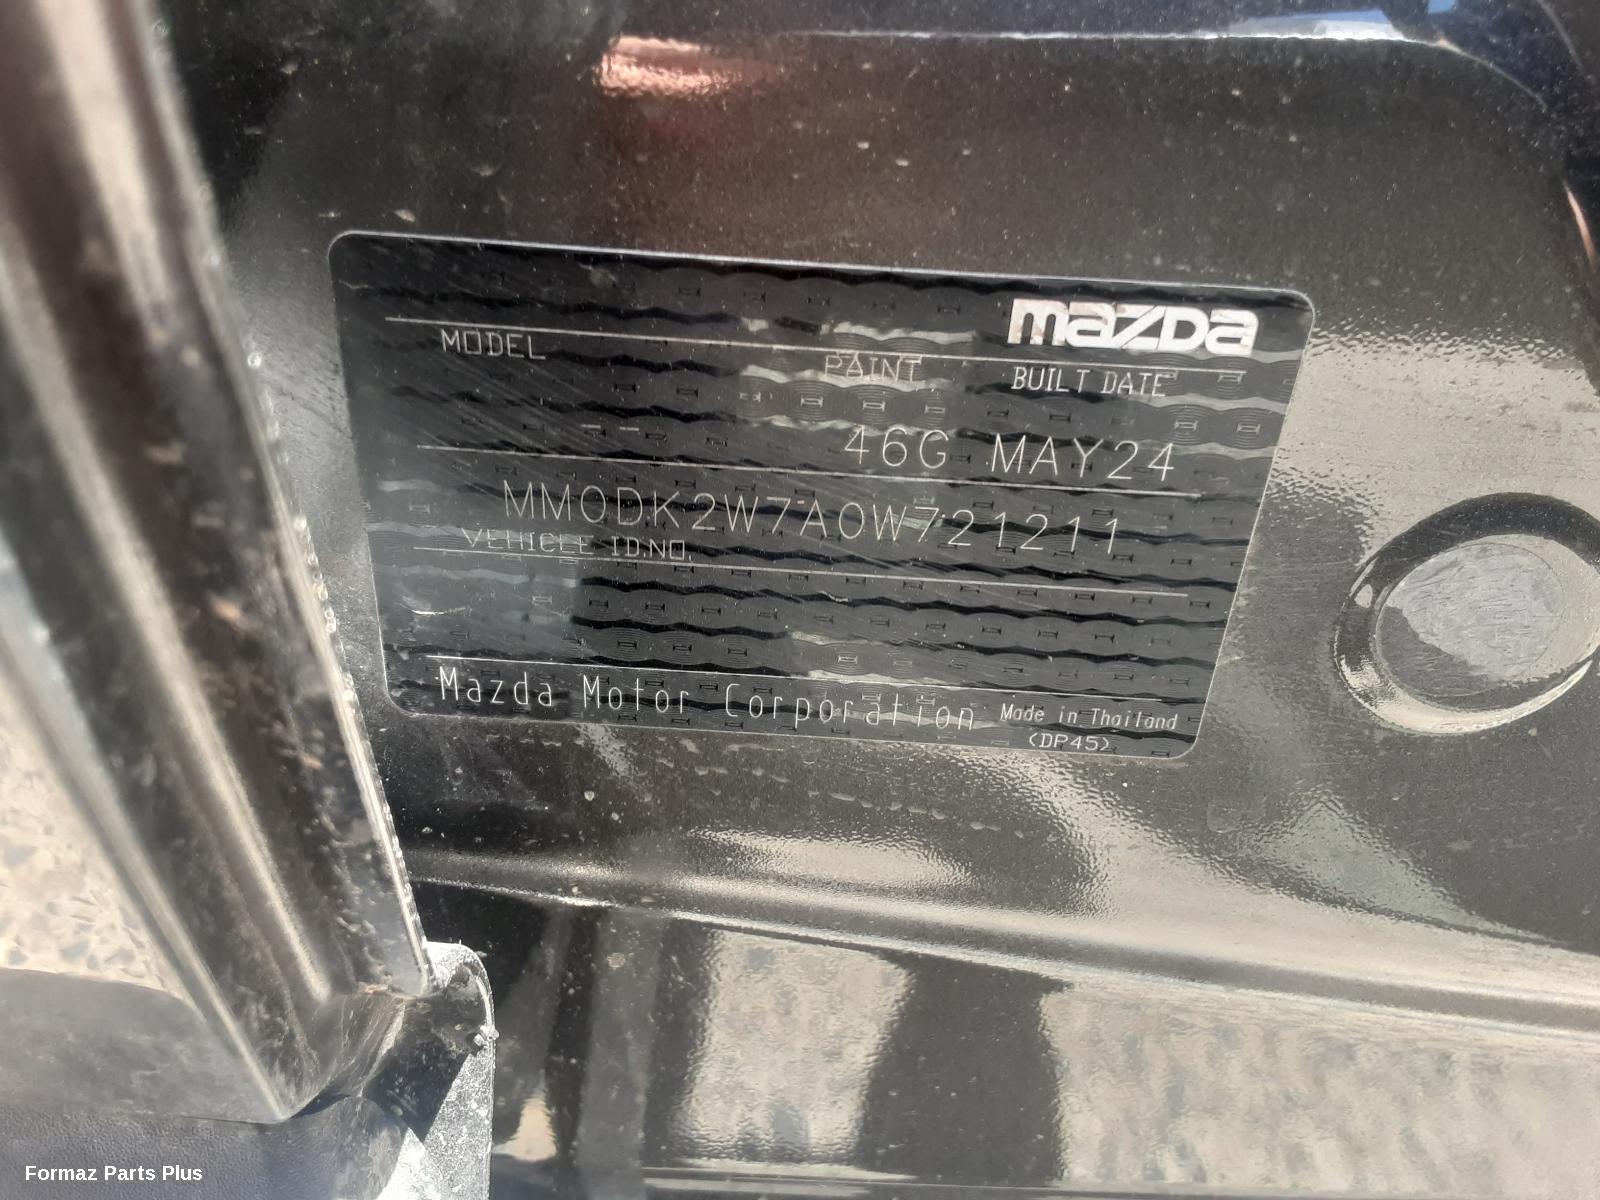 mazda
MODEL PAINT BUILT DATE
46G MAY24
MM0DK2W7A0W721211
VEHICLE ID.NO.
Mazda Motor Corporation Made in Thailand
(DP45)
Formaz Parts Plus